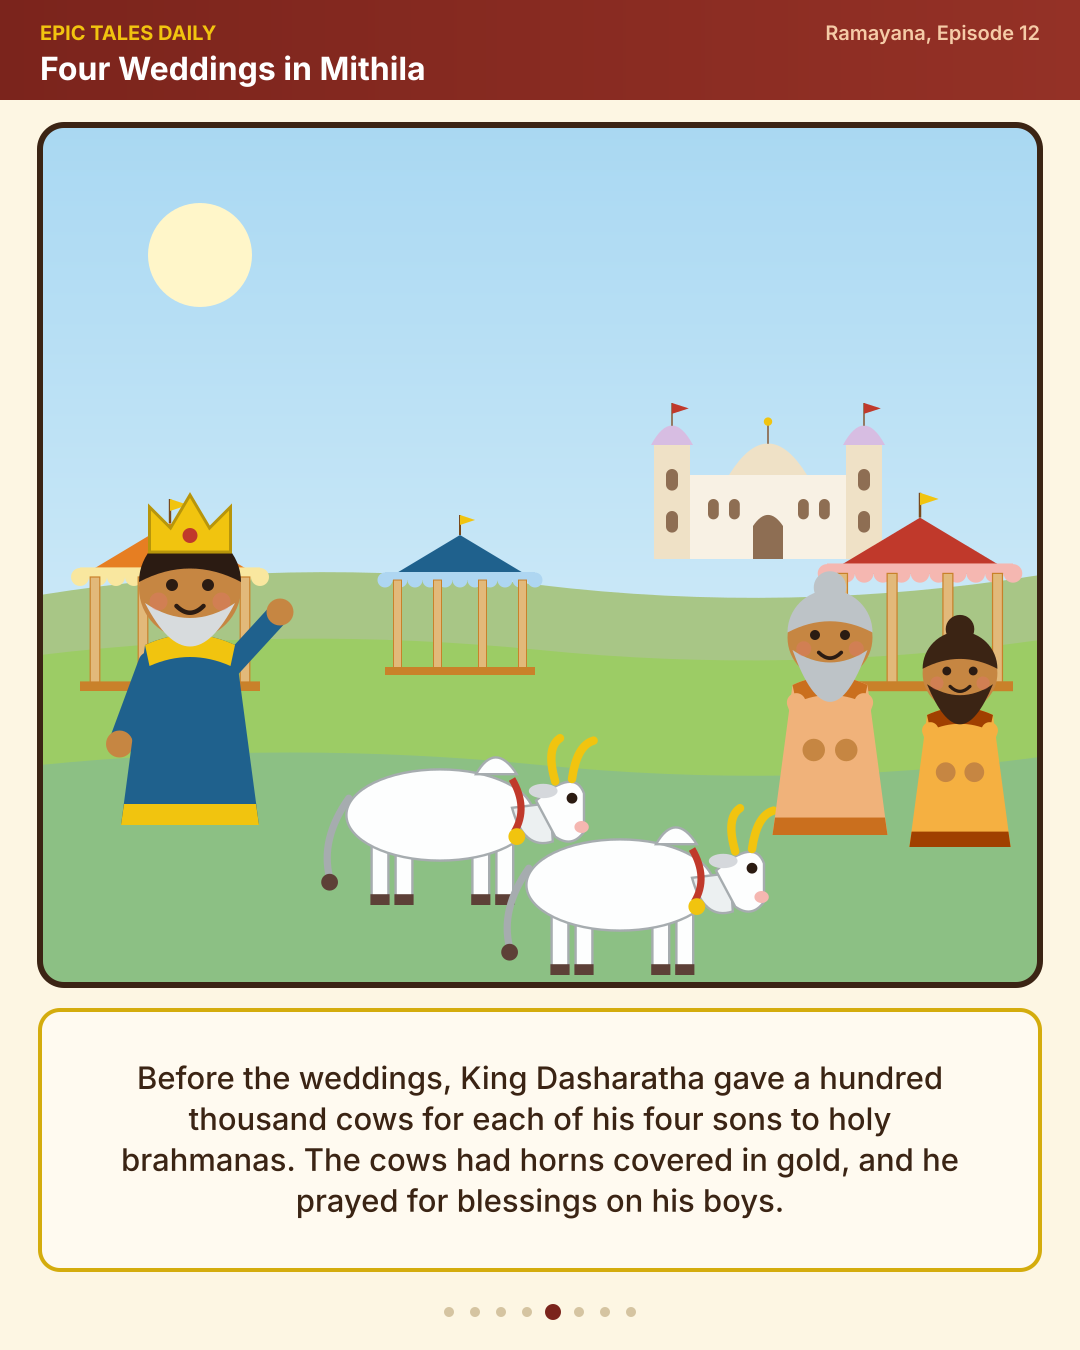 EPIC TALES DAILY
Ramayana, Episode 12
Four Weddings in Mithila
Before the weddings, King Dasharatha gave a hundred
thousand cows for each of his four sons to holy
brahmanas. The cows had horns covered in gold, and he
prayed for blessings on his boys.